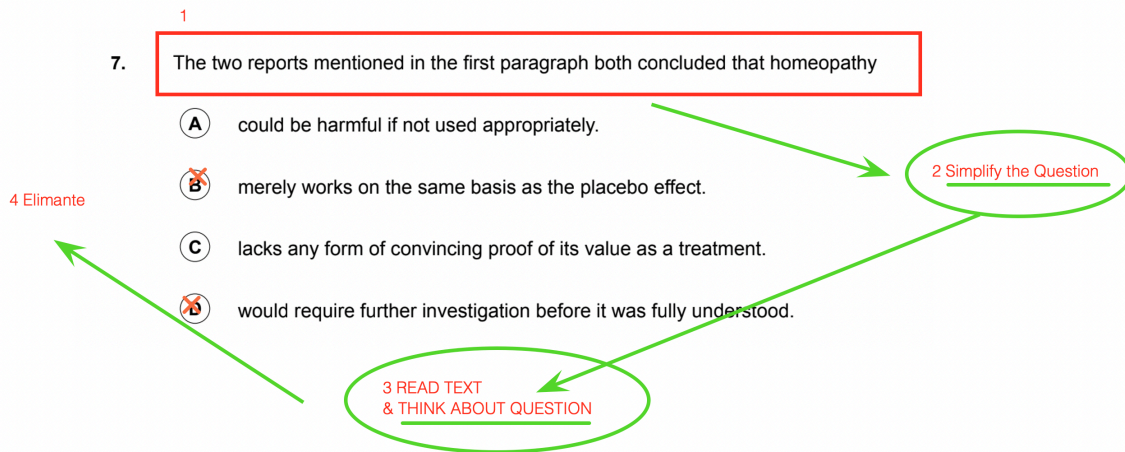 1
7. The two reports mentioned in the first paragraph both concluded that homeopathy
A could be harmful if not used appropriately.
2 Simplify the Question
B merely works on the same basis as the placebo effect.
4 Elimante
C lacks any form of convincing proof of its value as a treatment.
D would require further investigation before it was fully understood.
3 READ TEXT
& THINK ABOUT QUESTION